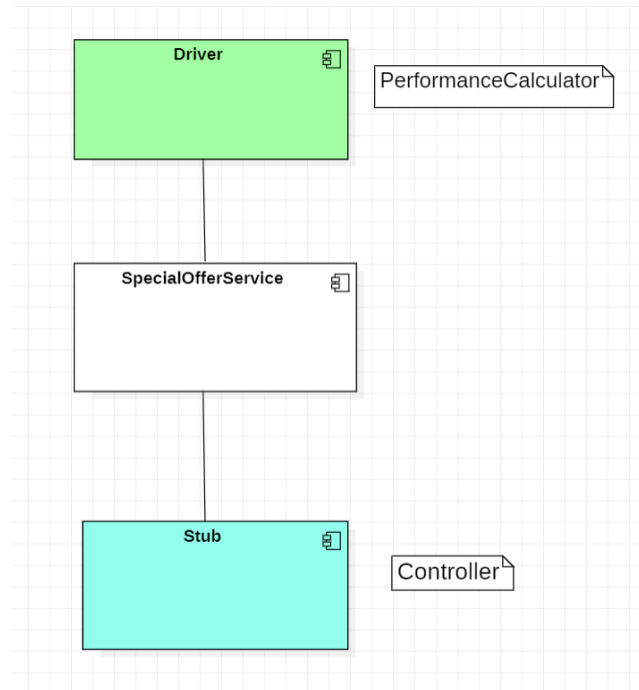 Driver
PerformanceCalculator
SpecialOfferService
Stub
Controller